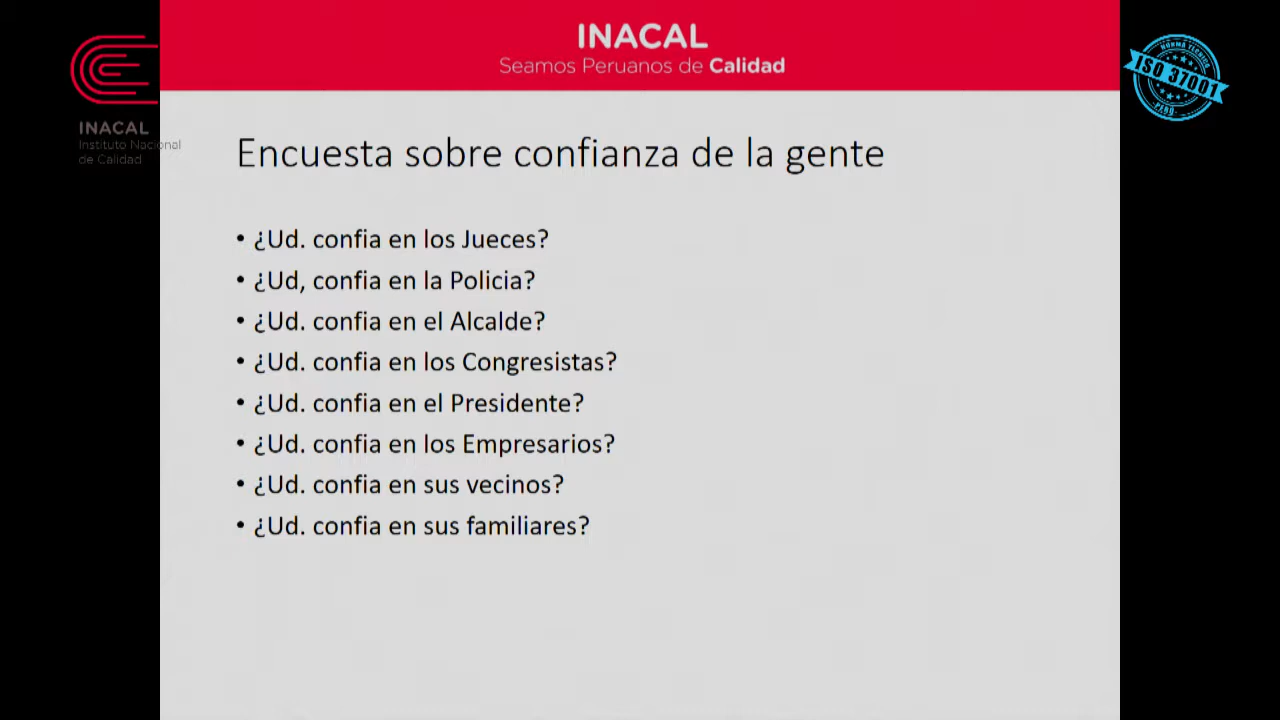 INACAL
Seamos Peruanos de Calidad
INACAL
Instituto Nacional
de Calidad
NORMA TÉCNICA
ISO 37001
PERÚ
Encuesta sobre confianza de la gente
• ¿Ud. confia en los Jueces?
• ¿Ud, confia en la Policia?
• ¿Ud. confia en el Alcalde?
• ¿Ud. confia en los Congresistas?
• ¿Ud. confia en el Presidente?
• ¿Ud. confia en los Empresarios?
• ¿Ud. confia en sus vecinos?
• ¿Ud. confia en sus familiares?